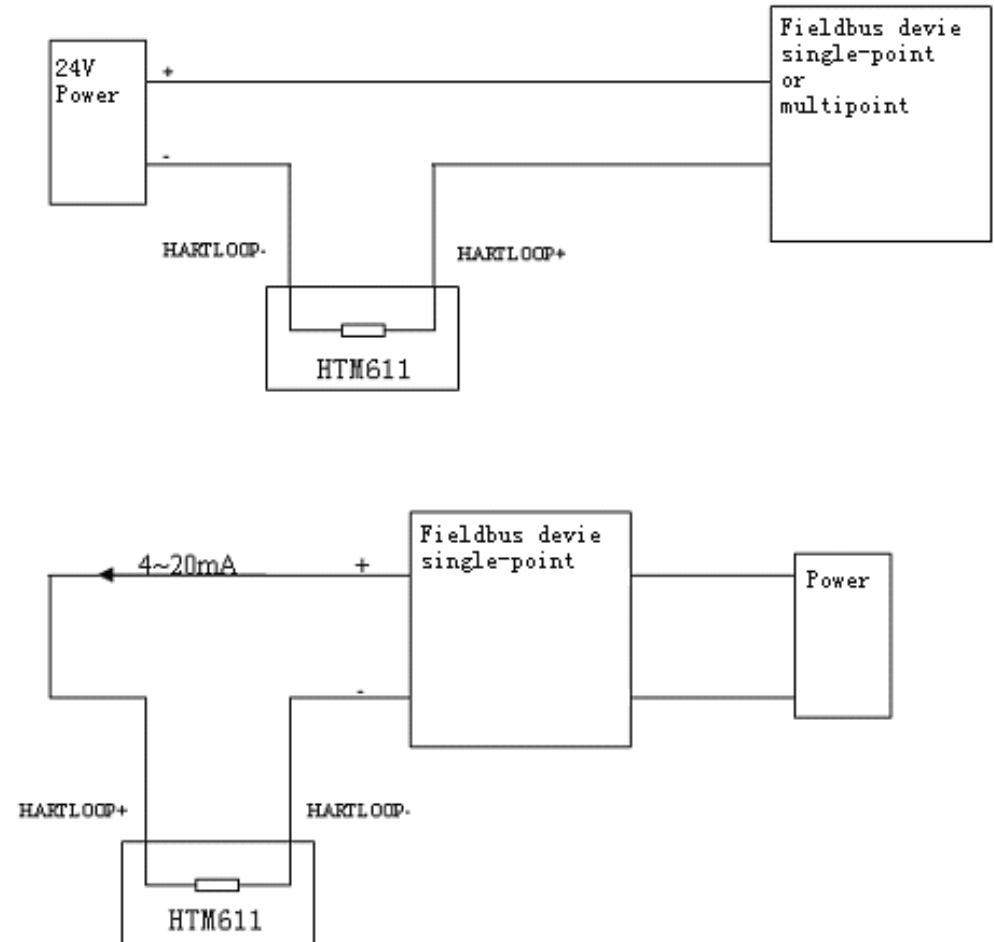 Fieldbus devie
single-point
or
multipoint
24V
Power
+
-
HARTLOOP-
HARTLOOP+
HTM611
Fieldbus devie
single-point
4~20mA
+
Power
-
HARTLOOP+
HARTLOOP-
HTM611